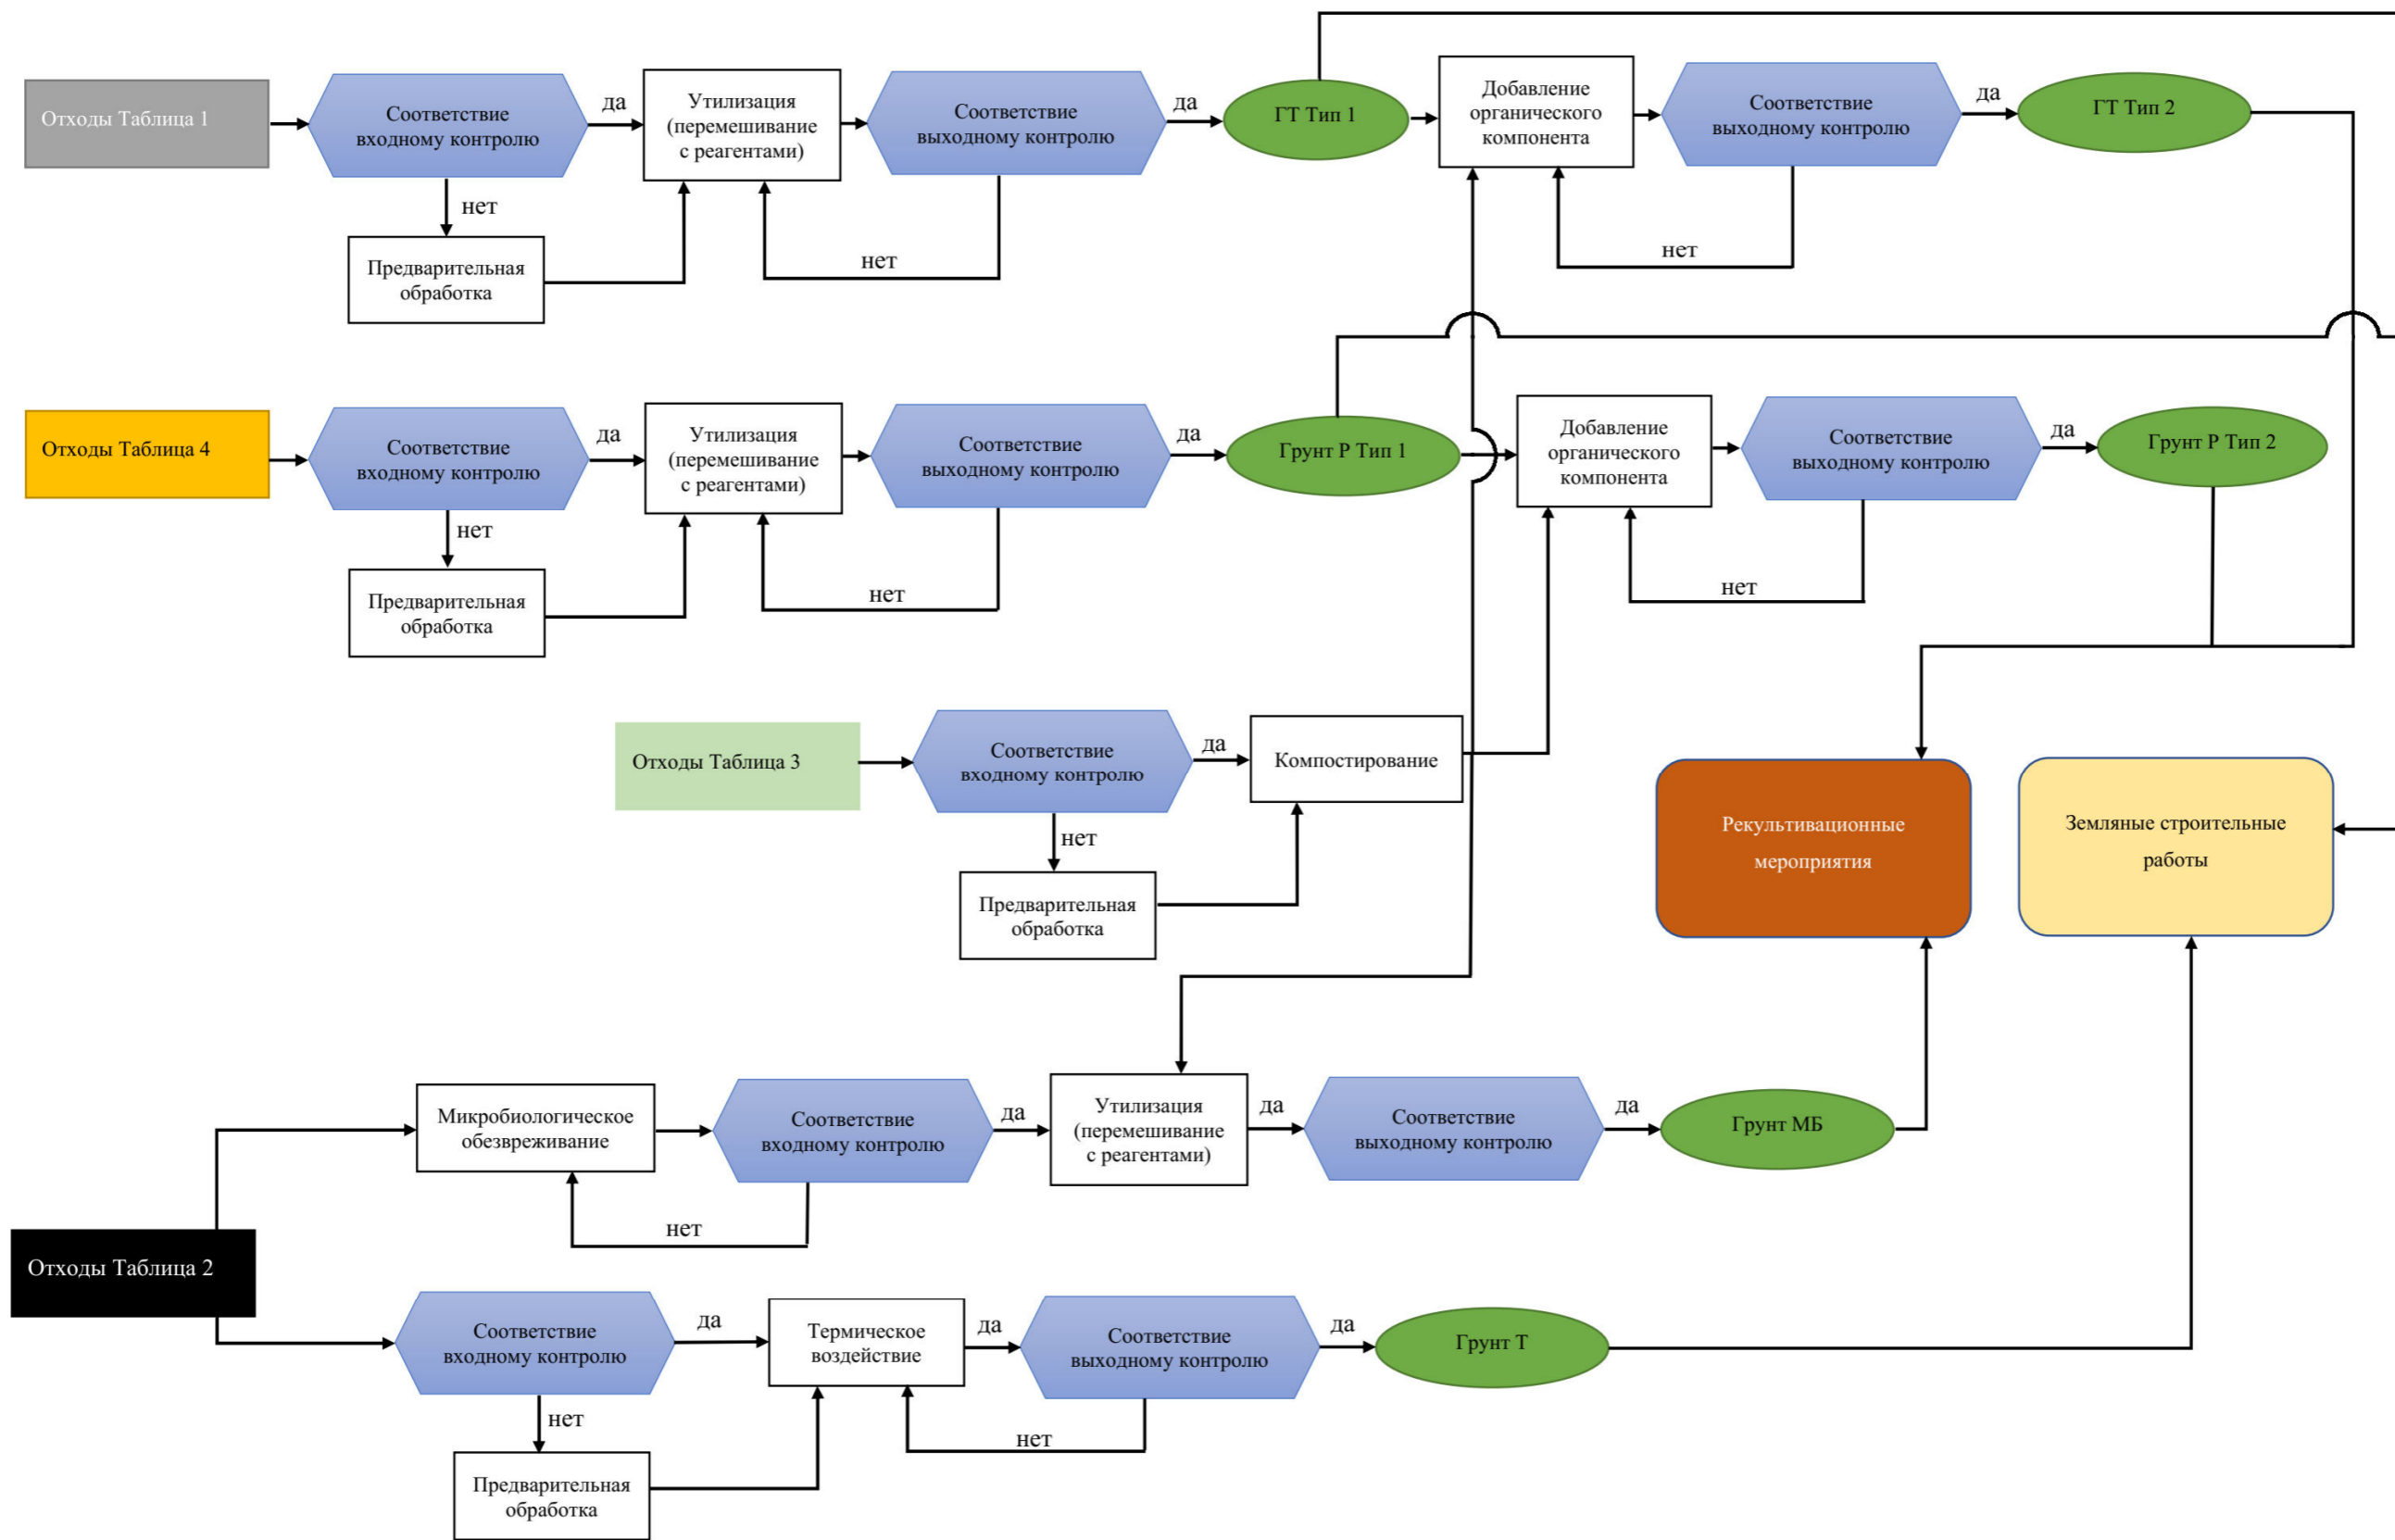 Отходы Таблица 1
Соответствие
входному контролю
да
Утилизация
(перемешивание
с реагентами)
Соответствие
выходному контролю
да
ГТ Тип 1
Добавление
органического
компонента
Соответствие
выходному контролю
да
ГТ Тип 2
нет
Предварительная
обработка
нет
нет
Отходы Таблица 4
Соответствие
входному контролю
да
Утилизация
(перемешивание
с реагентами)
Соответствие
выходному контролю
да
Грунт Р Тип 1
Добавление
органического
компонента
Соответствие
выходному контролю
да
Грунт Р Тип 2
нет
Предварительная
обработка
нет
нет
Отходы Таблица 3
Соответствие
входному контролю
да
Компостирование
нет
Предварительная
обработка
Рекультивационные
мероприятия
Земляные строительные
работы
Отходы Таблица 2
Микробиологическое
обезвреживание
Соответствие
входному контролю
да
Утилизация
(перемешивание
с реагентами)
да
Соответствие
выходному контролю
да
Грунт МБ
нет
Соответствие
входному контролю
да
Термическое
воздействие
да
Соответствие
выходному контролю
да
Грунт Т
нет
Предварительная
обработка
нет